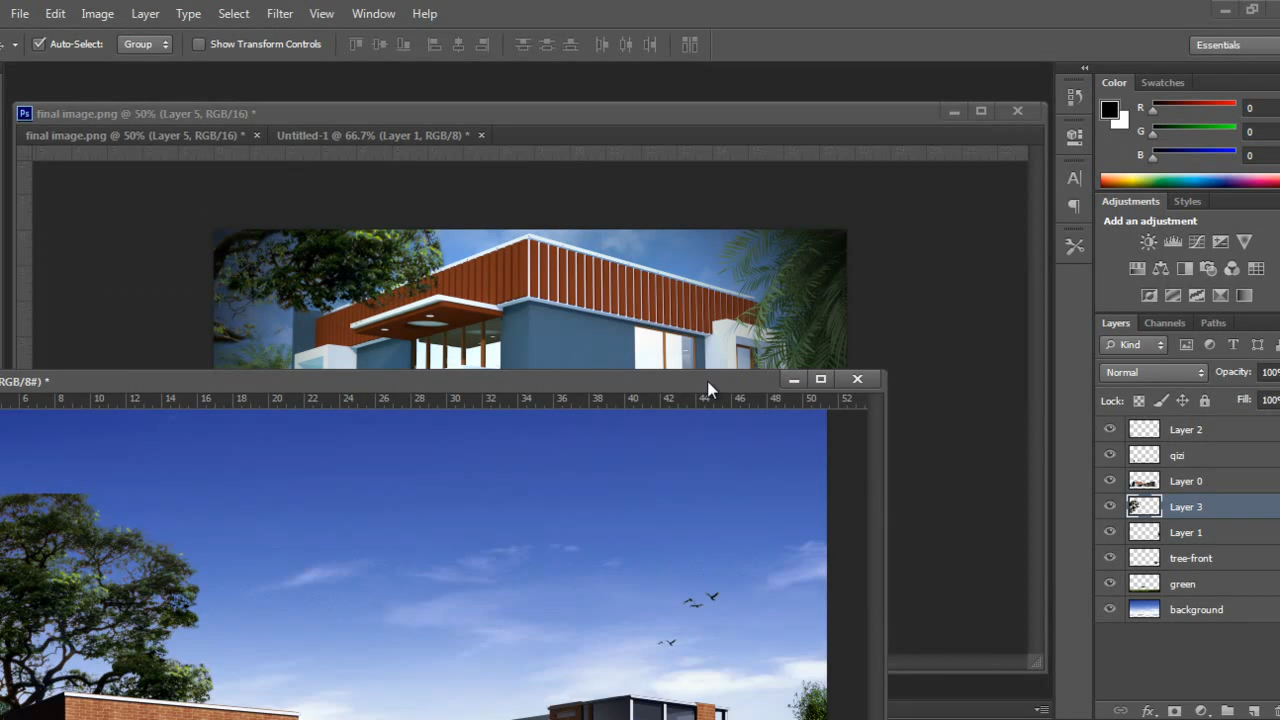 File Edit Image Layer Type Select Filter View Window Help
Auto-Select: Group Show Transform Controls Essentials
Color Swatches
R 0
G 0
B 0
Ps final image.png @ 50% (Layer 5, RGB/16) *
final image.png @ 50% (Layer 5, RGB/16) * × Untitled-1 @ 66.7% (Layer 1, RGB/8) * ×
Adjustments Styles
Add an adjustment
Layers Channels Paths
Kind
Normal Opacity: 100%
Lock: Fill: 100%
Layer 2
qizi
Layer 0
Layer 3
Layer 1
tree-front
green
background
RGB/8#) *
6 8 10 12 14 16 18 20 22 24 26 28 30 32 34 36 38 40 42 44 46 48 50 52